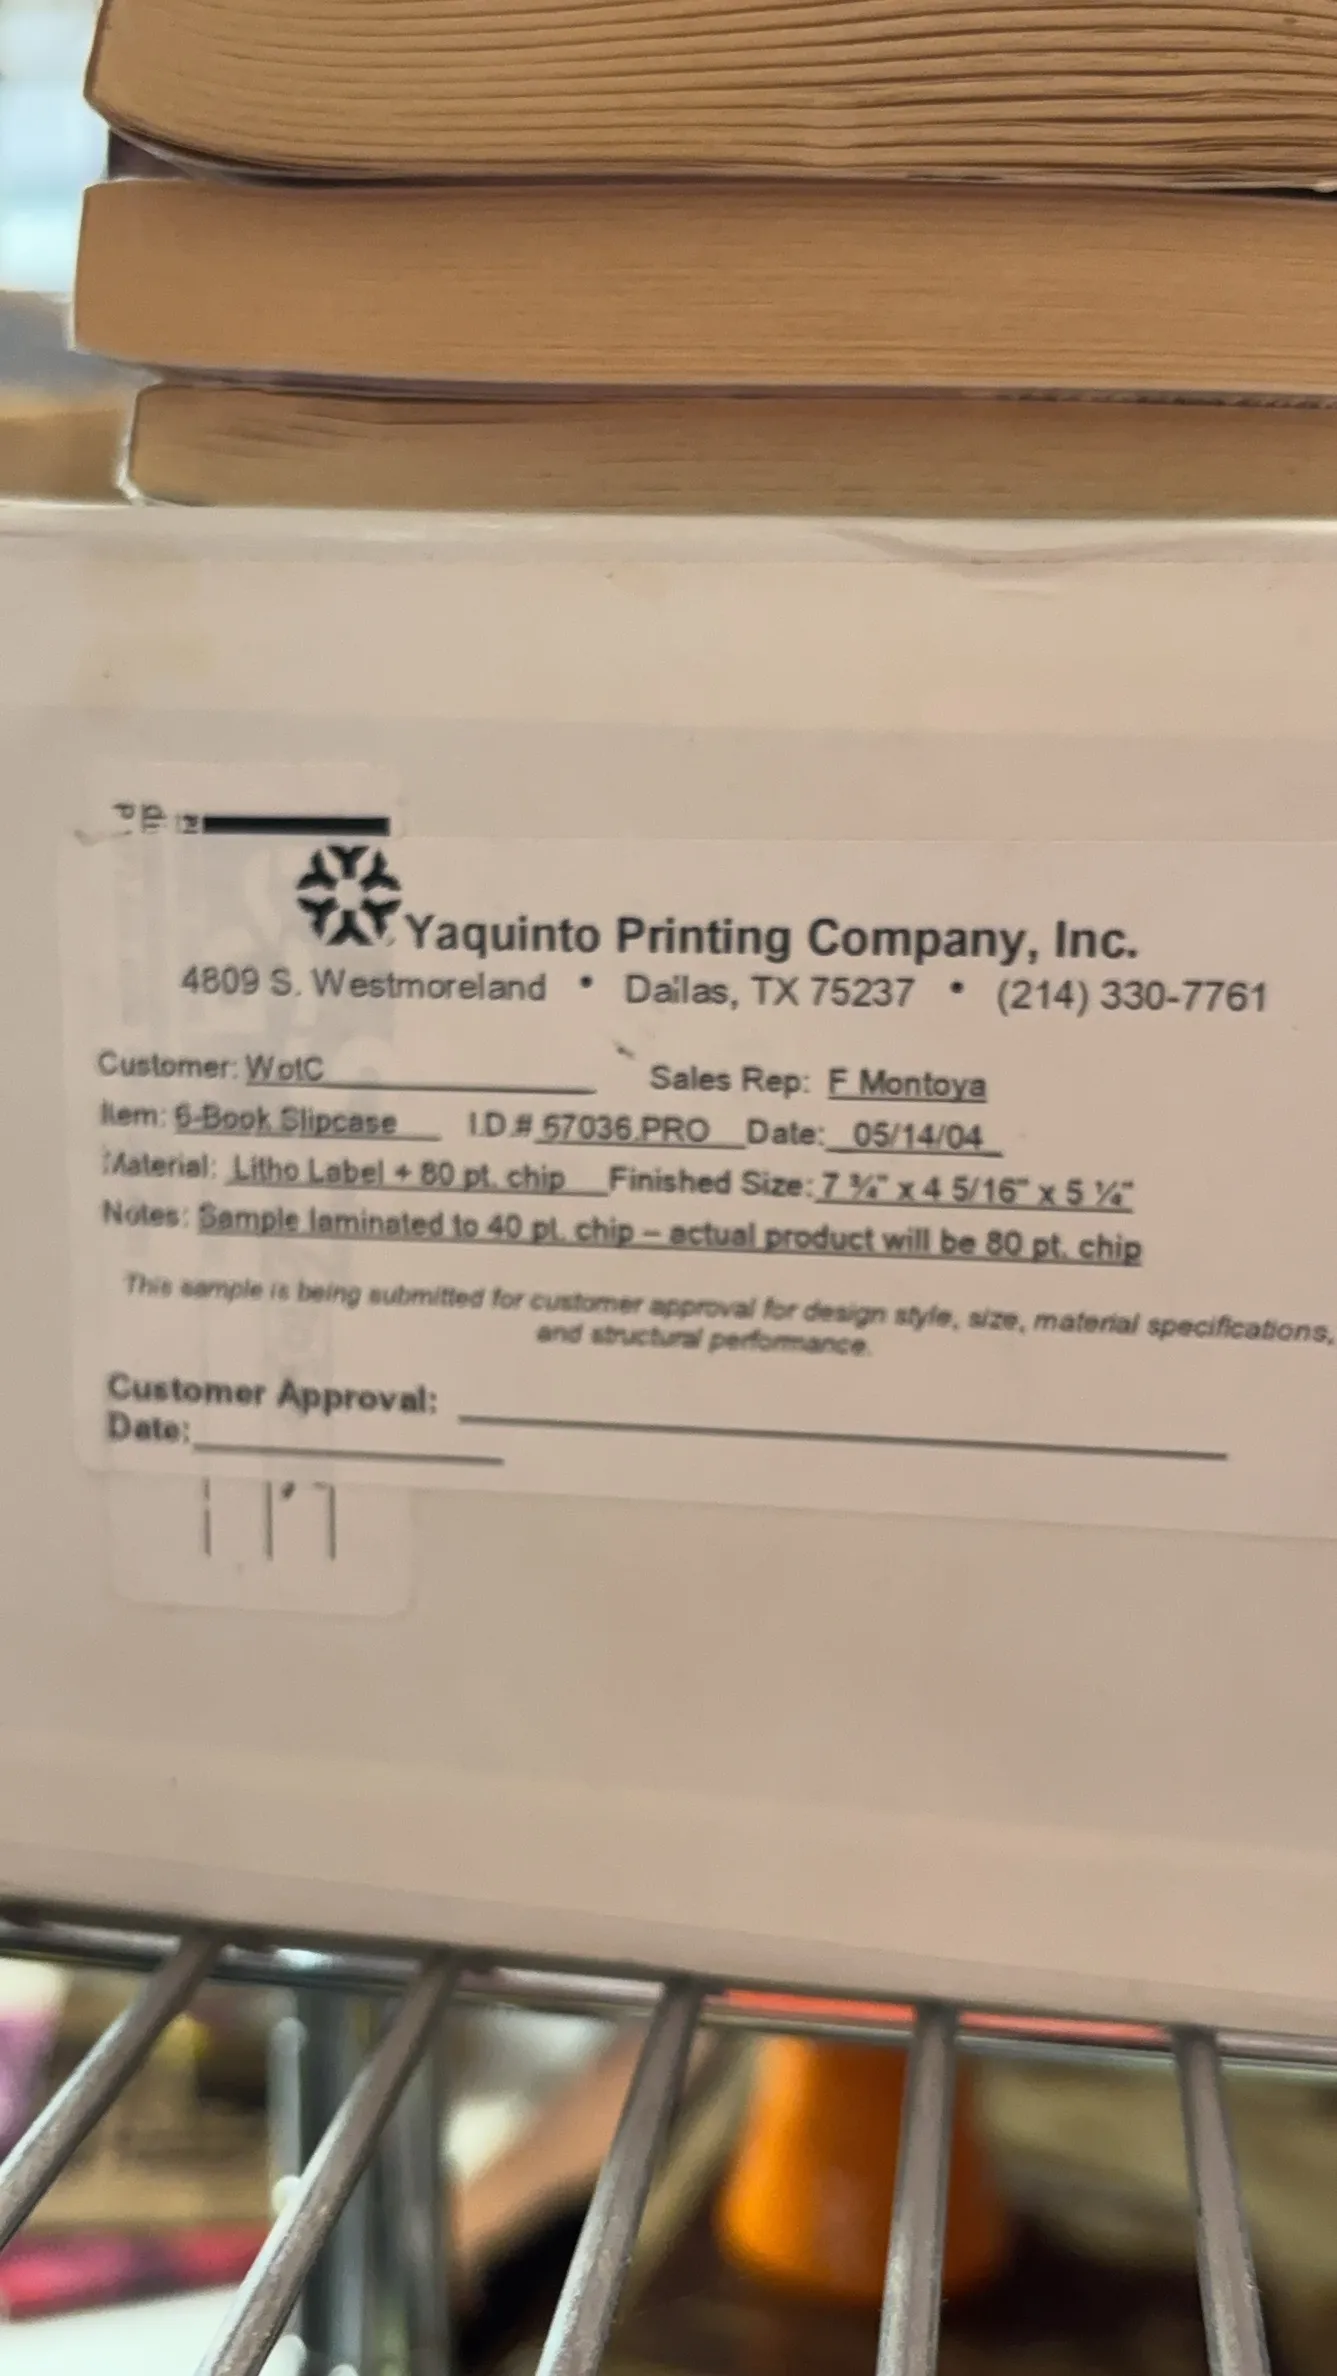 Yaquinto Printing Company, Inc.
4809 S. Westmoreland • Dallas, TX 75237 • (214) 330-7761
Customer: WotC Sales Rep: F Montoya
Item: 6-Book Slipcase I.D.# 67036.PRO Date: 05/14/04
Material: Litho Label + 80 pt. chip Finished Size: 7 ¾" x 4 5/16" x 5 ¼"
Notes: Sample laminated to 40 pt. chip – actual product will be 80 pt. chip
This sample is being submitted for customer approval for design style, size, material specifications,
and structural performance.
Customer Approval:
Date: